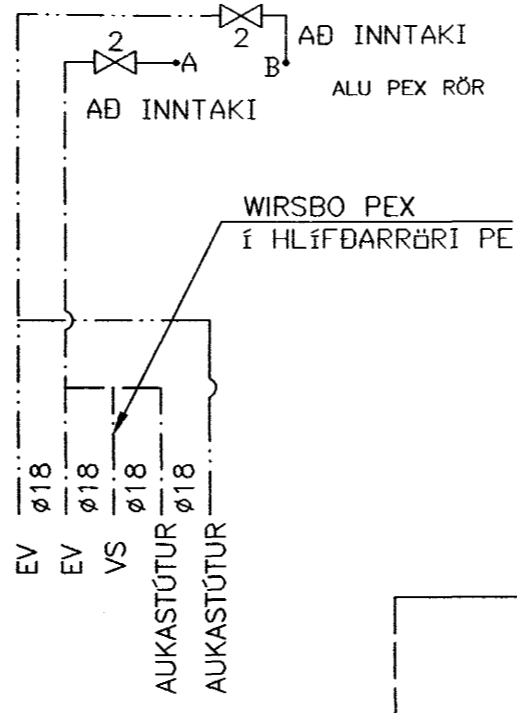 2
2
A
B
AÐ INNTAKI
AÐ INNTAKI
ALU PEX RÖR
WIRSBO PEX
í HLíFÐARRöRI PE
ø18
ø18
ø18
ø18
EV
EV
VS
AUKASTÚTUR
AUKASTÚTUR